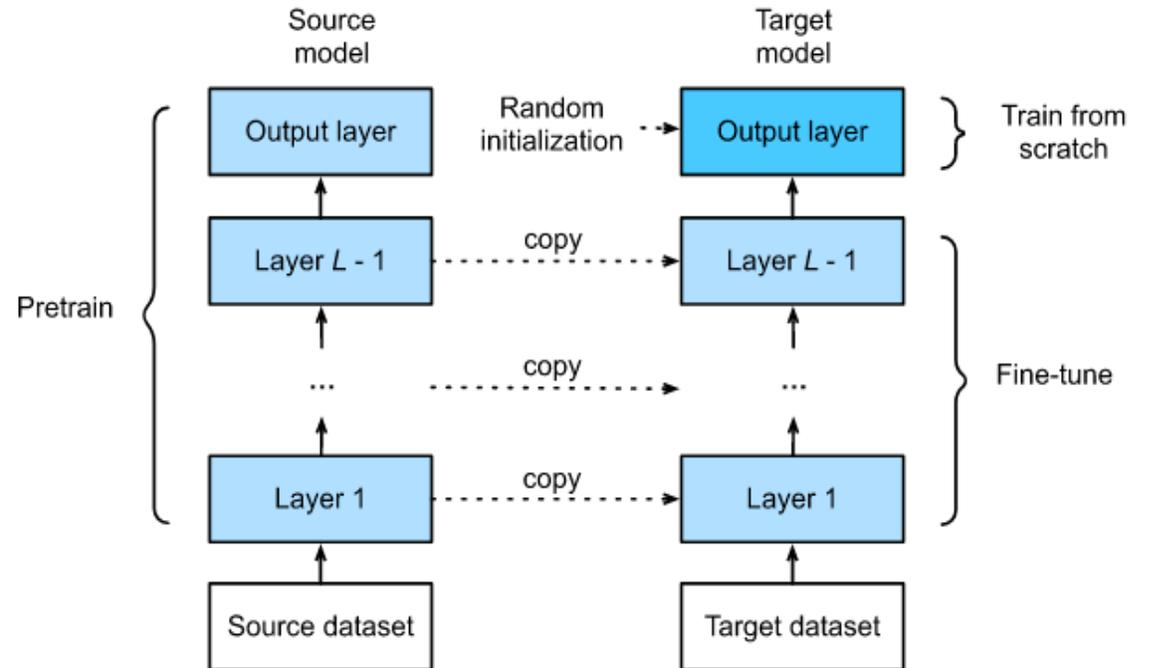 Source
model
Target
model
Output layer
Random
initialization
Output layer
Train from
scratch
Layer L - 1
copy
Layer L - 1
Pretrain
...
copy
...
Fine-tune
Layer 1
copy
Layer 1
Source dataset
Target dataset